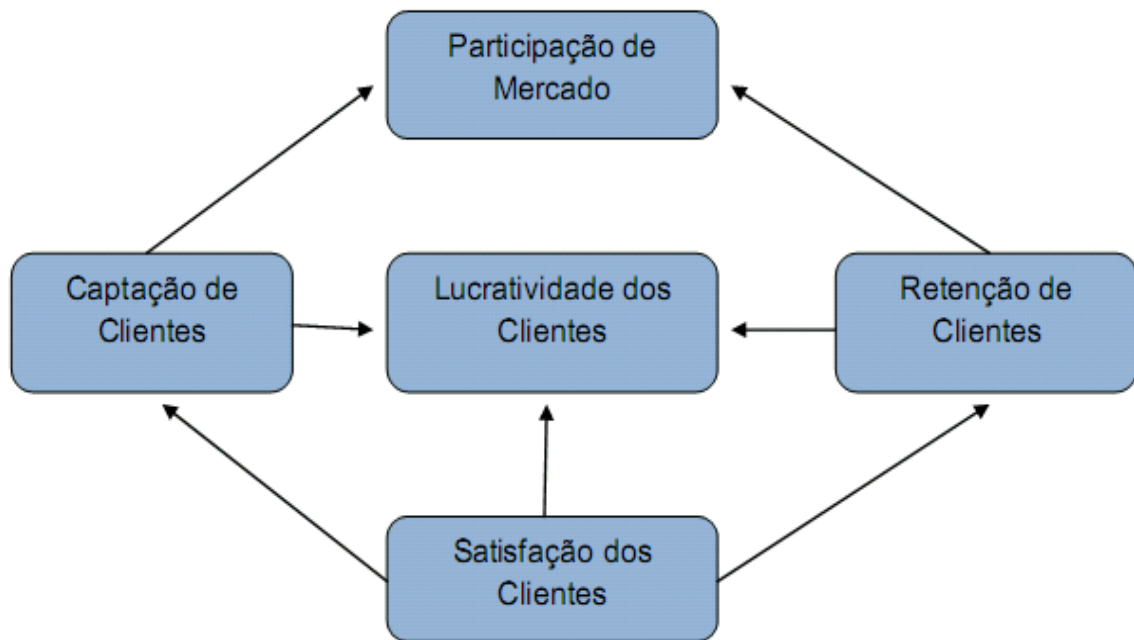 Participação de
Mercado
Captação de
Clientes
Lucratividade dos
Clientes
Retenção de
Clientes
Satisfação dos
Clientes